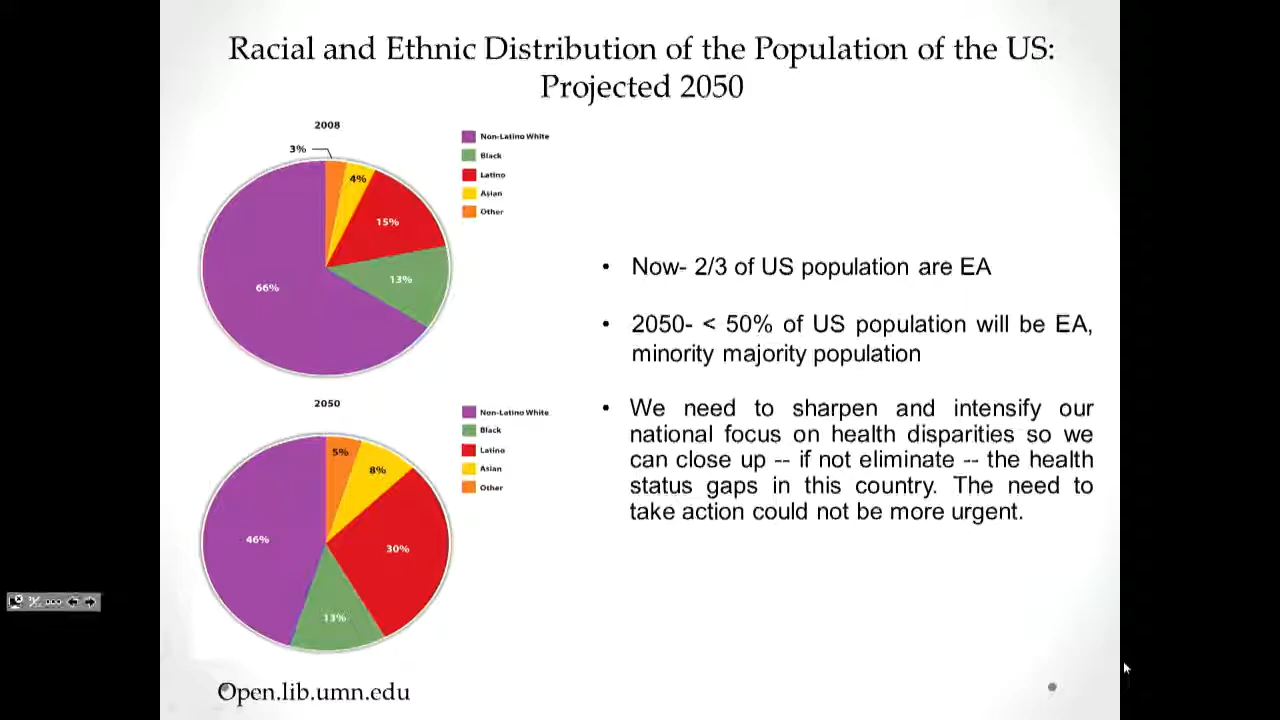 Racial and Ethnic Distribution of the Population of the US:
Projected 2050
2008
3%
4%
15%
13%
66%
Non-Latino White
Black
Latino
Asian
Other
2050
5%
8%
30%
13%
46%
Non-Latino White
Black
Latino
Asian
Other
• Now- 2/3 of US population are EA
• 2050- < 50% of US population will be EA,
minority majority population
• We need to sharpen and intensify our
national focus on health disparities so we
can close up -- if not eliminate -- the health
status gaps in this country. The need to
take action could not be more urgent.
Open.lib.umn.edu